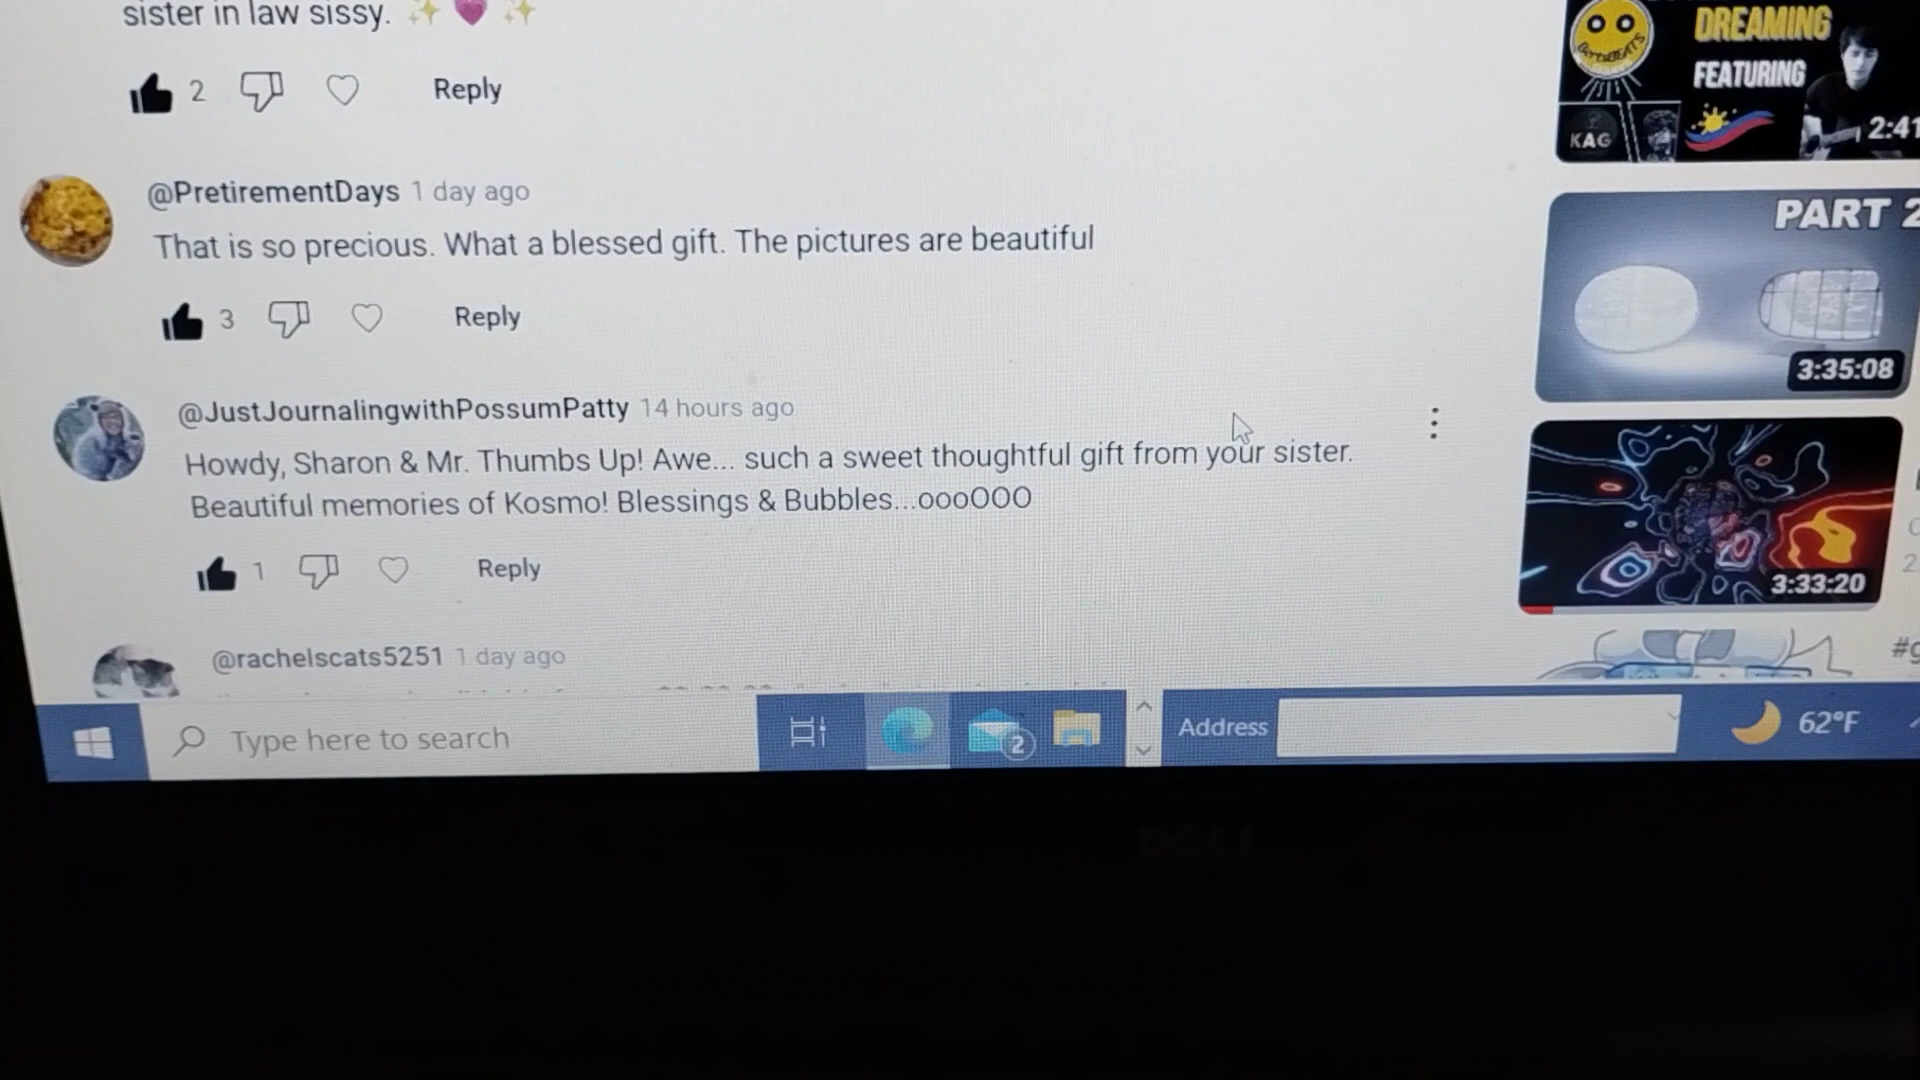 sister in law sissy. ✨💗✨
2 Reply
@PretirementDays 1 day ago
That is so precious. What a blessed gift. The pictures are beautiful
3 Reply
@JustJournalingwithPossumPatty 14 hours ago
Howdy, Sharon & Mr. Thumbs Up! Awe... such a sweet thoughtful gift from your sister.
Beautiful memories of Kosmo! Blessings & Bubbles...oooOOO
1 Reply
@rachelscats5251 1 day ago
DREAMING
FEATURING
KAG
2:41
PART 2
3:35:08
3:33:20
Type here to search
2
Address
62°F
DELL